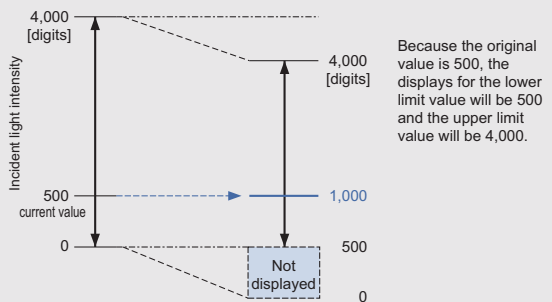 Incident light intensity
4,000
[digits]
500
current value
0
4,000
[digits]
1,000
500
Not
displayed
0
Because the original
value is 500, the
displays for the lower
limit value will be 500
and the upper limit
value will be 4,000.